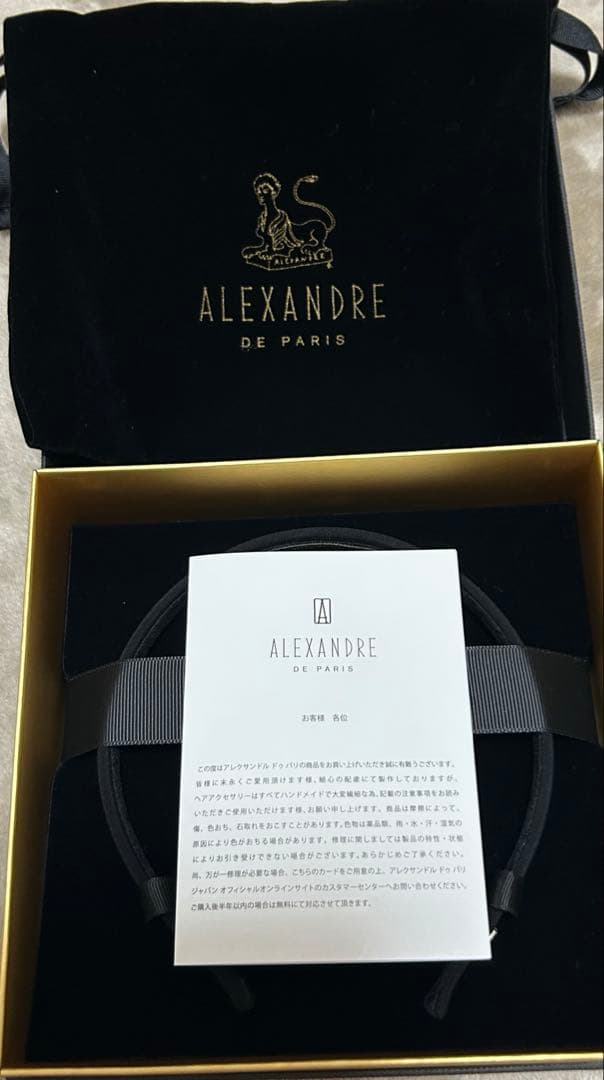 ALEXANDRE
ALEXANDRE
DE PARIS
A
ALEXANDRE
DE PARIS
お客様 各位
この度はアレクサンドル ドゥ パリの商品をお買い上げいただき誠に有難うございます。
皆様に末永くご愛用頂けます様、細心の配慮にて製作しておりますが、
ヘアアクセサリーはすべてハンドメイドで大変繊細な為、記載の注意事項をお読み
いただきご使用いただけます様、お願い申し上げます。商品は摩擦によって、
傷、色おち、石取れをおこすことがあります。色物は薬品類、雨・水・汗・湿気の
原因により色がおちる場合があります。修理に関しましては製品の特性・状態
によりお引き受けできない場合がございます。あらかじめご了承ください。
尚、万が一修理が必要な場合、こちらのカードをご用意の上、アレクサンドル ドゥ パリ
ジャパン オフィシャルオンラインサイトのカスタマーセンターへお問い合わせください。
ご購入後半年以内の場合は無料にて対応させて頂きます。